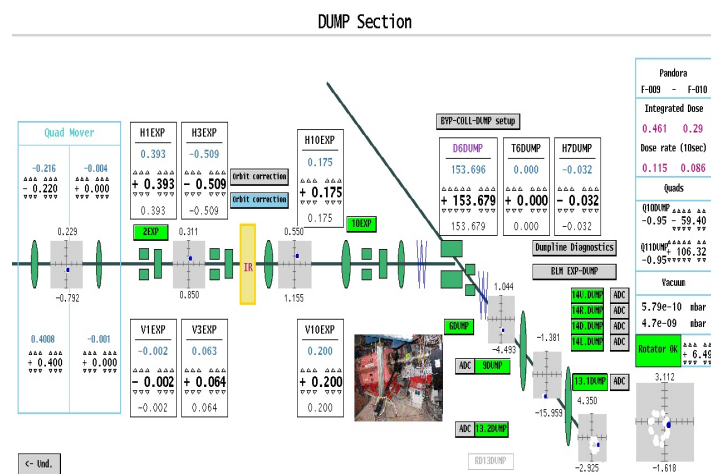 DUMP Section
Pandora
F-009 - F-010
Integrated Dose
0.461 0.29
Dose rate (10sec)
0.115 0.086
Quads
Q10DUMP
-0.95 - 59.40
Q11DUMP
-0.95 + 106.32
Vacuum
5.79e-10 mbar
4.7e-09 mbar
Rotator OK + 6.49
3.112
-1.618
BYP-COLL-DUMP setup
D6DUMP T6DUMP H7DUMP
153.696 0.000 -0.032
+ 153.679 + 0.000 - 0.032
153.679 0.000 -0.032
Dumpline Diagnostics
BLM EXP-DUMP
Quad Mover
-0.216 -0.004
- 0.220 + 0.000
H1EXP H3EXP
0.393 -0.509
+ 0.393 - 0.509
0.393 -0.509
Orbit correction
Orbit correction
H10EXP
0.175
+ 0.175
0.175
2EXP
10EXP
0.229
-0.792
0.311
0.850
IR
0.550
1.155
0.4008 -0.001
+ 0.400 + 0.000
V1EXP V3EXP
-0.002 0.063
- 0.002 + 0.064
-0.002 0.064
V10EXP
0.200
+ 0.200
0.200
1.044
-4.493
-1.381
-15.959
4.350
-2.925
14V.DUMP ADC
14R.DUMP ADC
14D.DUMP ADC
14L.DUMP ADC
6DUMP
ADC 9DUMP
13.1DUMP ADC
ADC 13.2DUMP
RD13DUMP
<- Und.